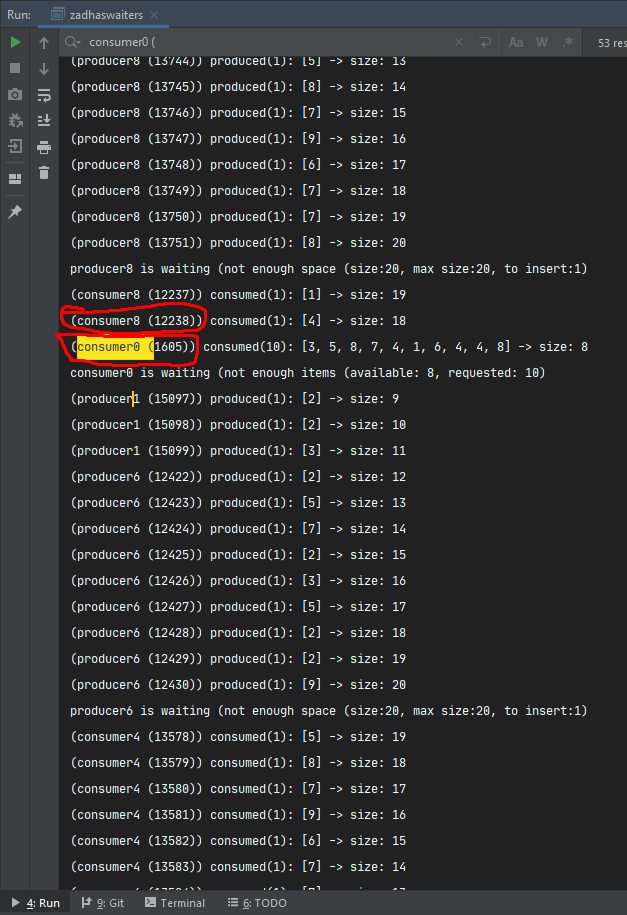 Run: zadhaswaiters
consumer0 ( Aa W .* 53 res
(producer8 (13744)) produced(1): [5] -> size: 13
(producer8 (13745)) produced(1): [8] -> size: 14
(producer8 (13746)) produced(1): [7] -> size: 15
(producer8 (13747)) produced(1): [9] -> size: 16
(producer8 (13748)) produced(1): [6] -> size: 17
(producer8 (13749)) produced(1): [7] -> size: 18
(producer8 (13750)) produced(1): [7] -> size: 19
(producer8 (13751)) produced(1): [8] -> size: 20
producer8 is waiting (not enough space (size:20, max size:20, to insert:1)
(consumer8 (12237)) consumed(1): [1] -> size: 19
(consumer8 (12238)) consumed(1): [4] -> size: 18
(consumer0 (1605)) consumed(10): [3, 5, 8, 7, 4, 1, 6, 4, 4, 8] -> size: 8
consumer0 is waiting (not enough items (available: 8, requested: 10)
(producer1 (15097)) produced(1): [2] -> size: 9
(producer1 (15098)) produced(1): [2] -> size: 10
(producer1 (15099)) produced(1): [3] -> size: 11
(producer6 (12422)) produced(1): [2] -> size: 12
(producer6 (12423)) produced(1): [5] -> size: 13
(producer6 (12424)) produced(1): [7] -> size: 14
(producer6 (12425)) produced(1): [2] -> size: 15
(producer6 (12426)) produced(1): [3] -> size: 16
(producer6 (12427)) produced(1): [5] -> size: 17
(producer6 (12428)) produced(1): [2] -> size: 18
(producer6 (12429)) produced(1): [2] -> size: 19
(producer6 (12430)) produced(1): [9] -> size: 20
producer6 is waiting (not enough space (size:20, max size:20, to insert:1)
(consumer4 (13578)) consumed(1): [5] -> size: 19
(consumer4 (13579)) consumed(1): [8] -> size: 18
(consumer4 (13580)) consumed(1): [7] -> size: 17
(consumer4 (13581)) consumed(1): [9] -> size: 16
(consumer4 (13582)) consumed(1): [6] -> size: 15
(consumer4 (13583)) consumed(1): [7] -> size: 14
4: Run 9: Git Terminal 6: TODO